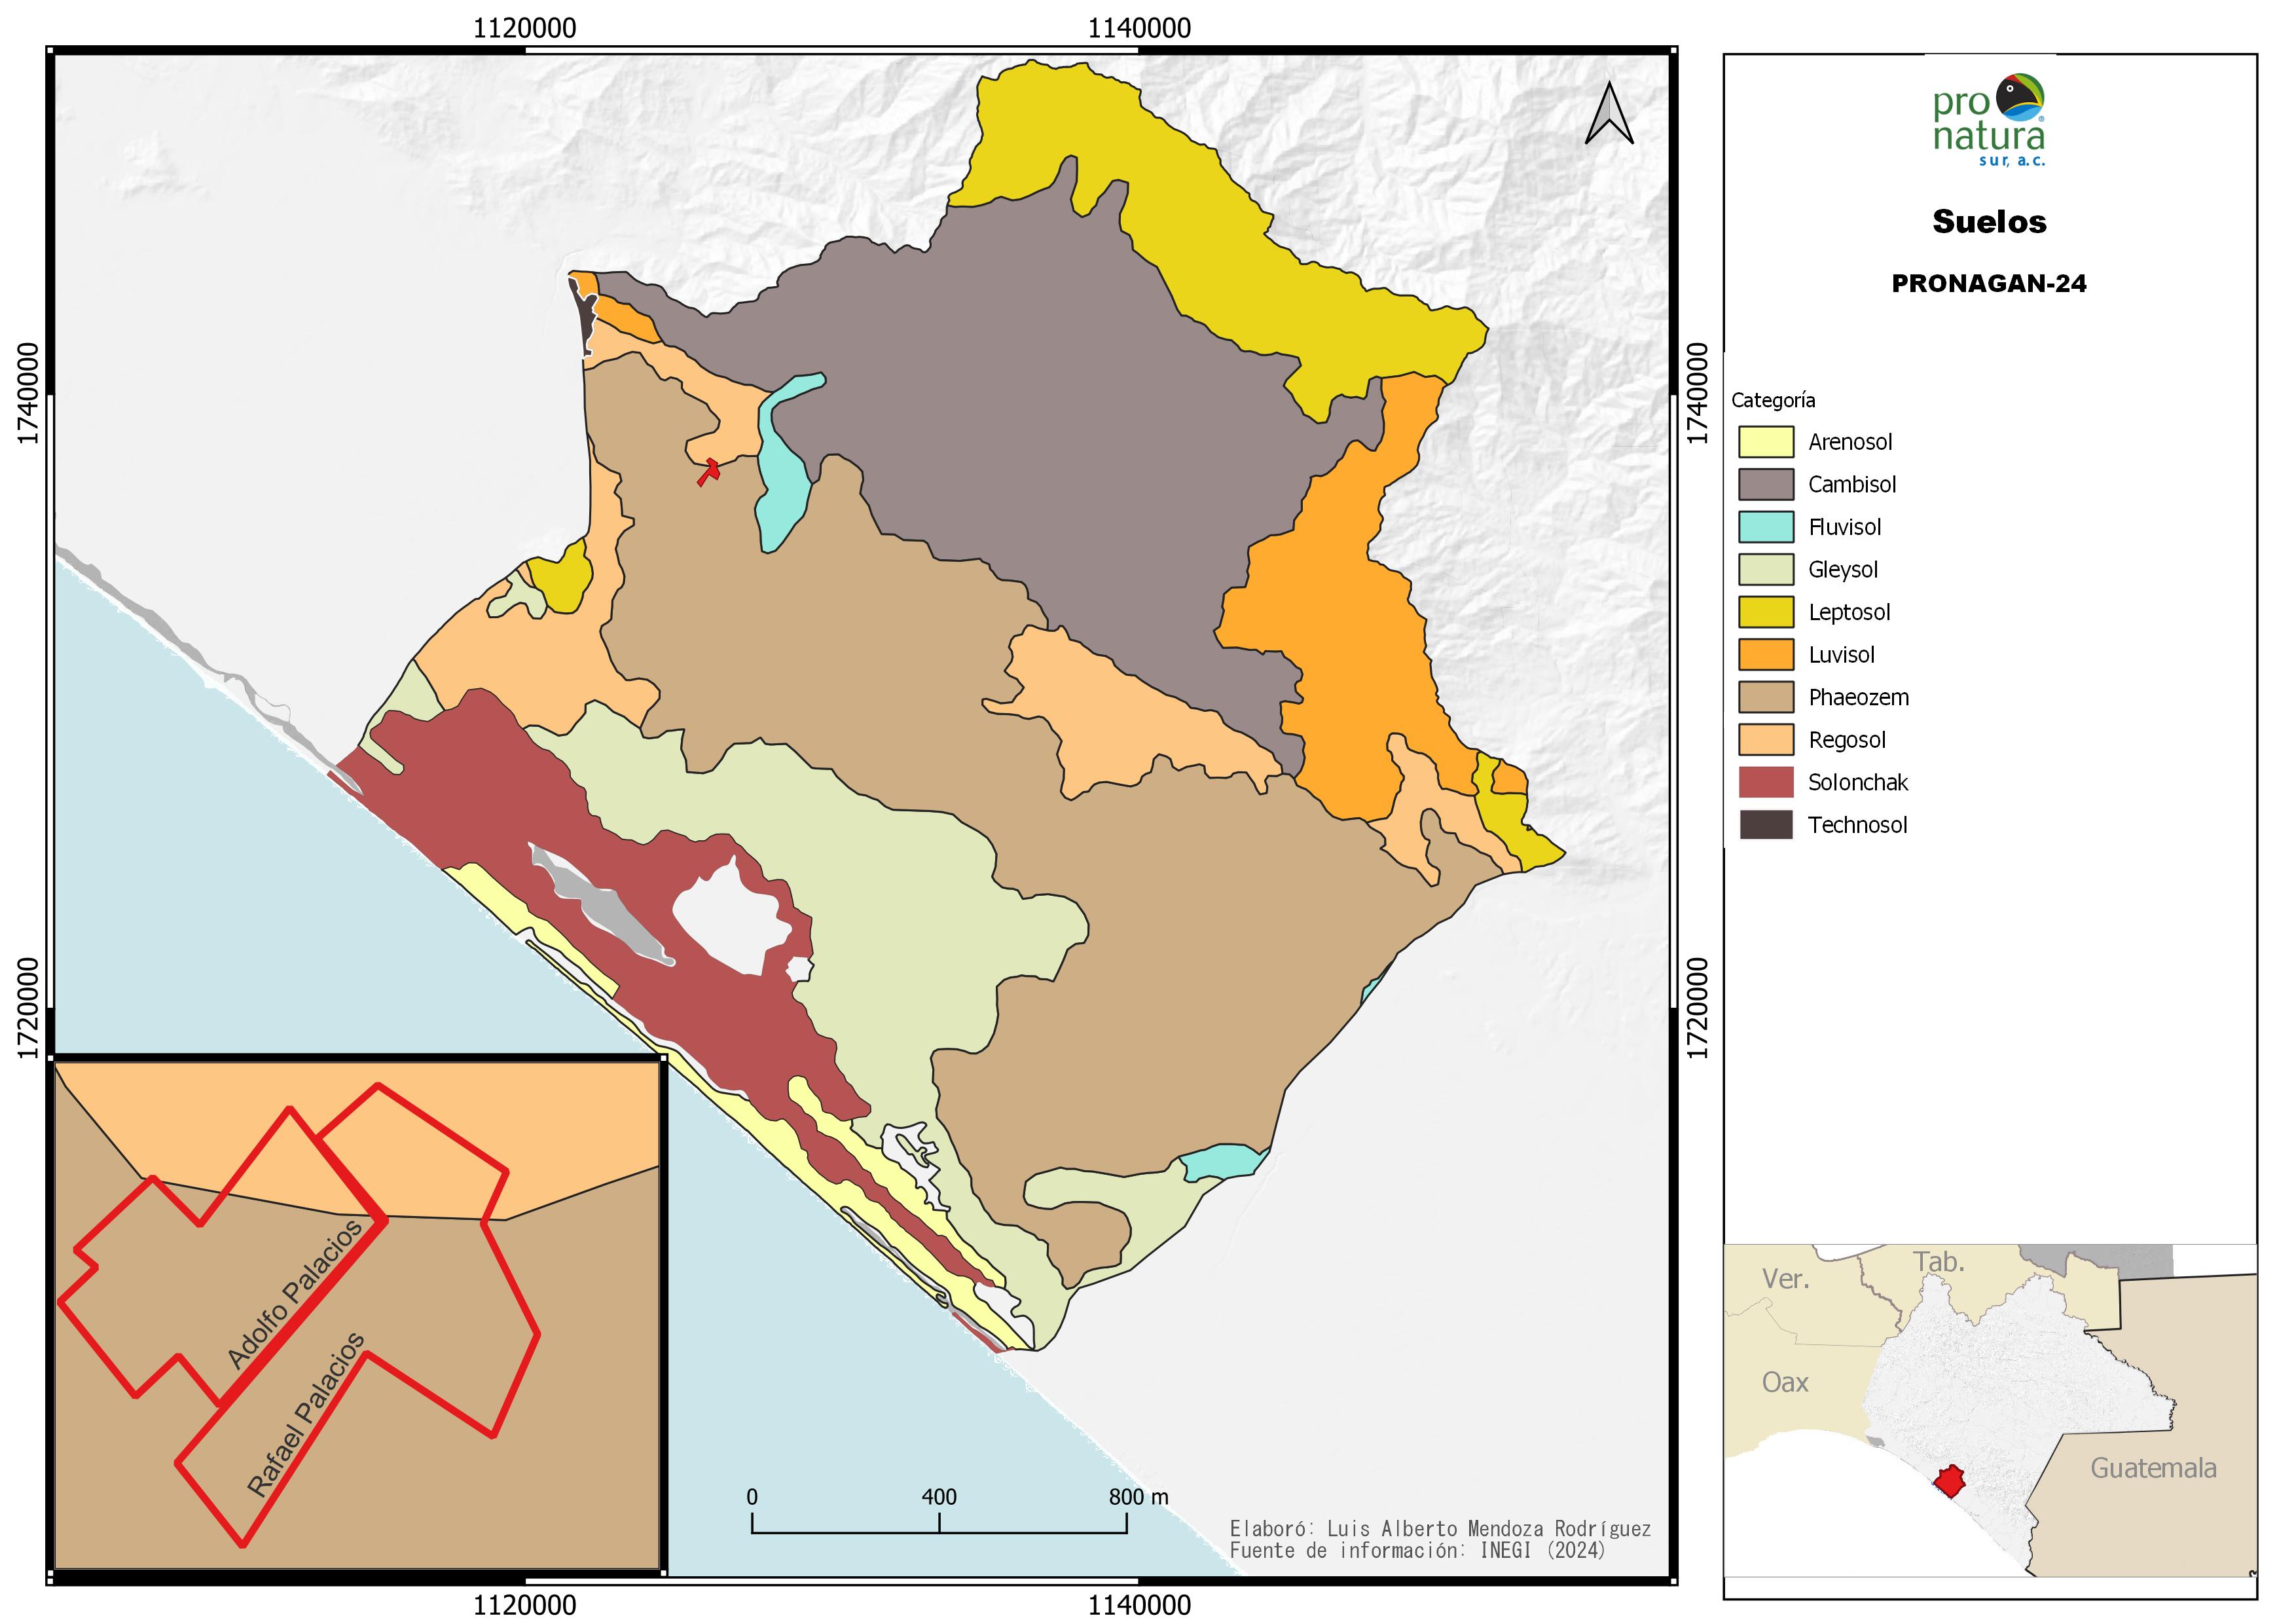 1120000
1140000
1740000
1740000
1720000
1720000
pro
natura
sur, a.c.
Suelos
PRONAGAN-24
Categoría
Arenosol
Cambisol
Fluvisol
Gleysol
Leptosol
Luvisol
Phaeozem
Regosol
Solonchak
Technosol
Adolfo Palacios
Rafael Palacios
0 400 800 m
Elaboró: Luis Alberto Mendoza Rodríguez
Fuente de información: INEGI (2024)
Ver.
Tab.
Oax
Guatemala
1120000
1140000